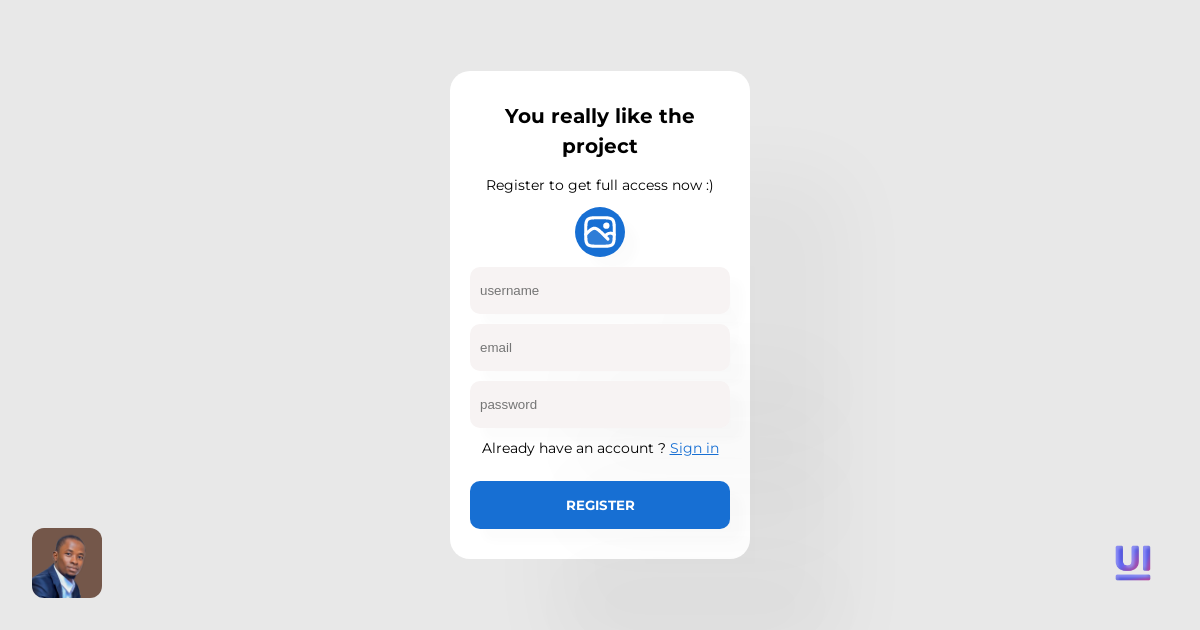 You really like the
project
Register to get full access now :)
username
email
password
Already have an account ? Sign in
REGISTER
UI